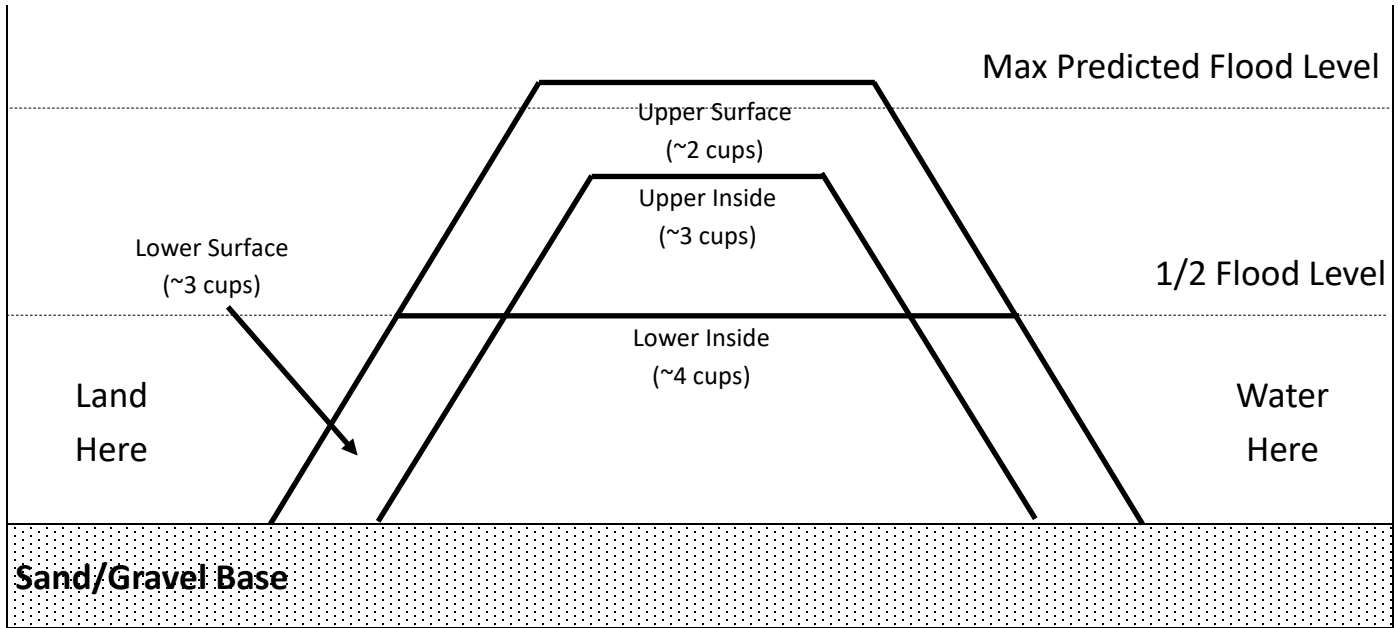 Max Predicted Flood Level
Upper Surface
(~2 cups)
Upper Inside
(~3 cups)
Lower Surface
(~3 cups)
1/2 Flood Level
Lower Inside
(~4 cups)
Land
Here
Water
Here
Sand/Gravel Base